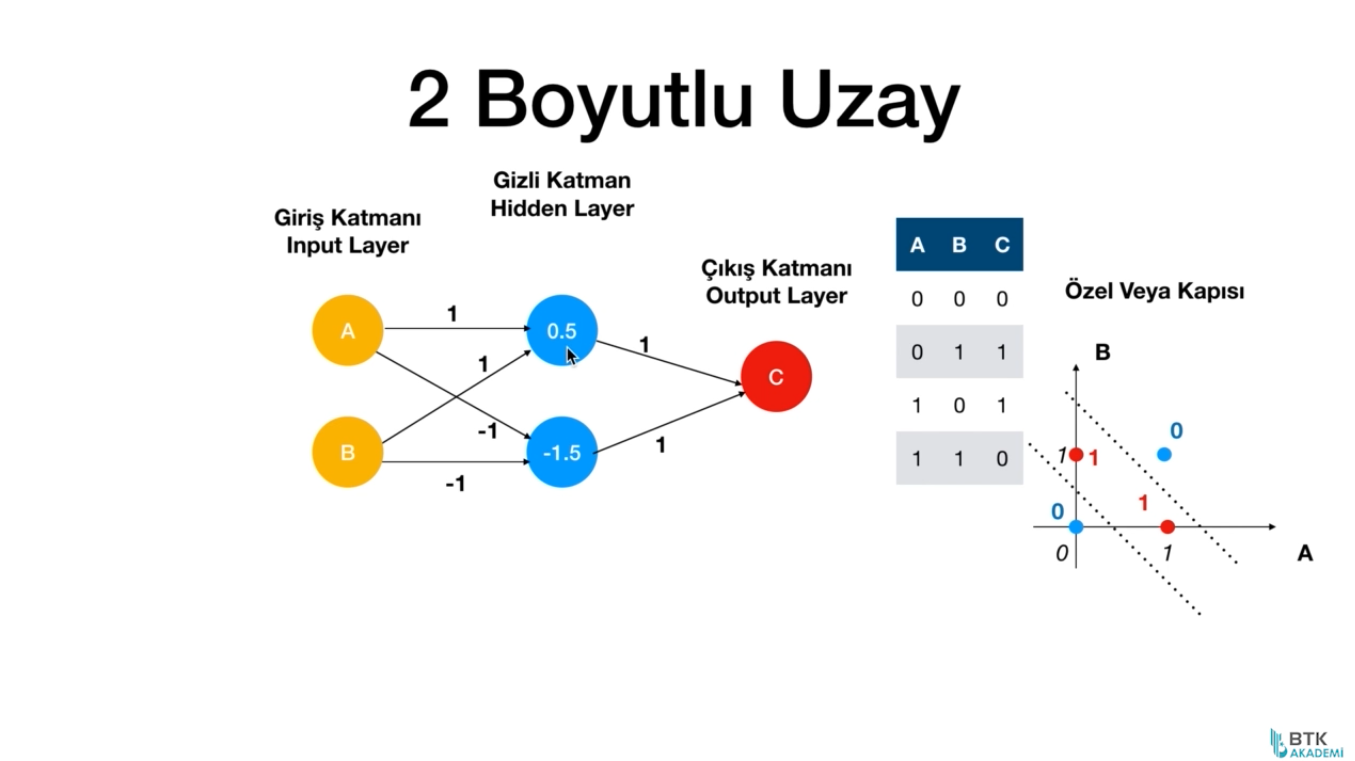 2 Boyutlu Uzay
Gizli Katman
Hidden Layer
Giriş Katmanı
Input Layer
Çıkış Katmanı
Output Layer
A
B
1
1
-1
-1
0.5
-1.5
1
1
C
A B C
0 0 0
0 1 1
1 0 1
1 1 0
Özel Veya Kapısı
B
0
1 1
1
0
0 1
A
BTK
AKADEMİ